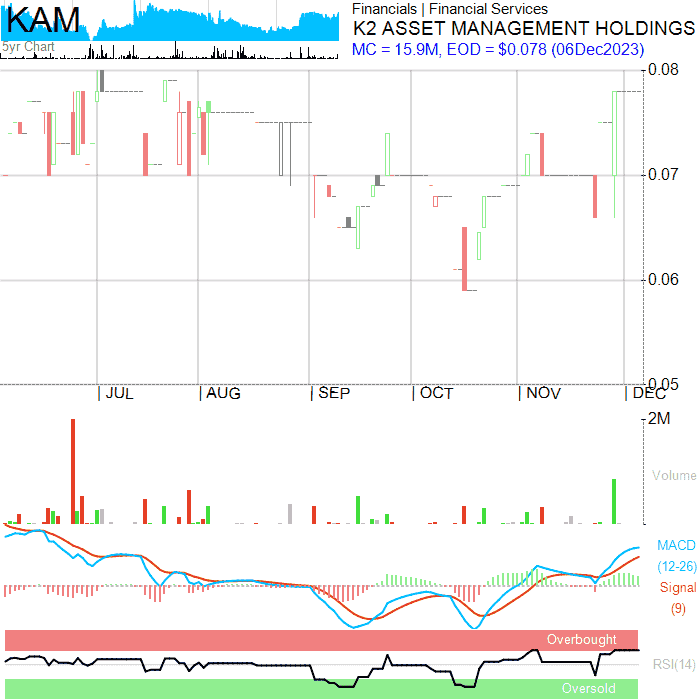 KAM
5yr Chart
Financials | Financial Services
K2 ASSET MANAGEMENT HOLDINGS
MC = 15.9M, EOD = $0.078 (06Dec2023)
0.08
0.07
0.06
0.05
JUL AUG SEP OCT NOV DEC
2M
Volume
MACD
(12-26)
Signal
(9)
Overbought
RSI(14)
Oversold